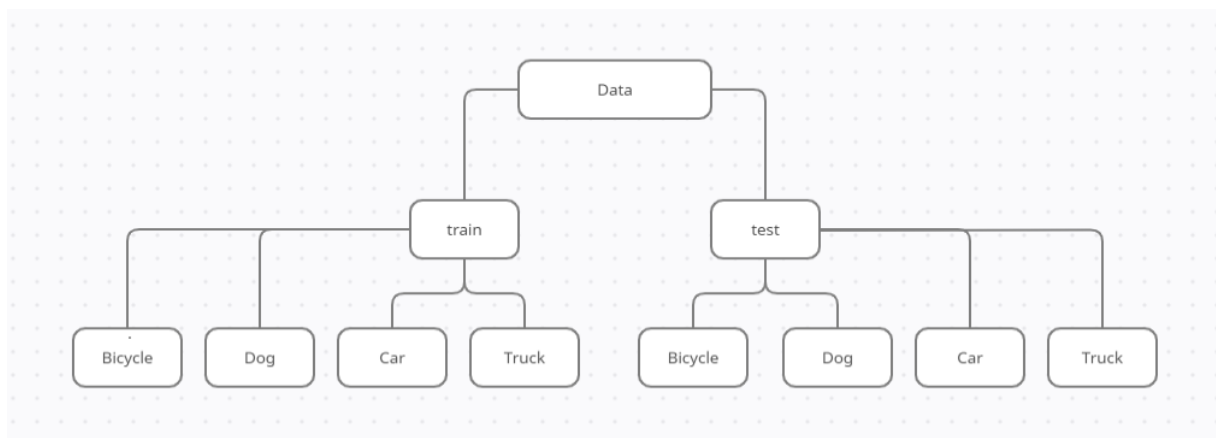 Data
train
test
Bicycle
Dog
Car
Truck
Bicycle
Dog
Car
Truck